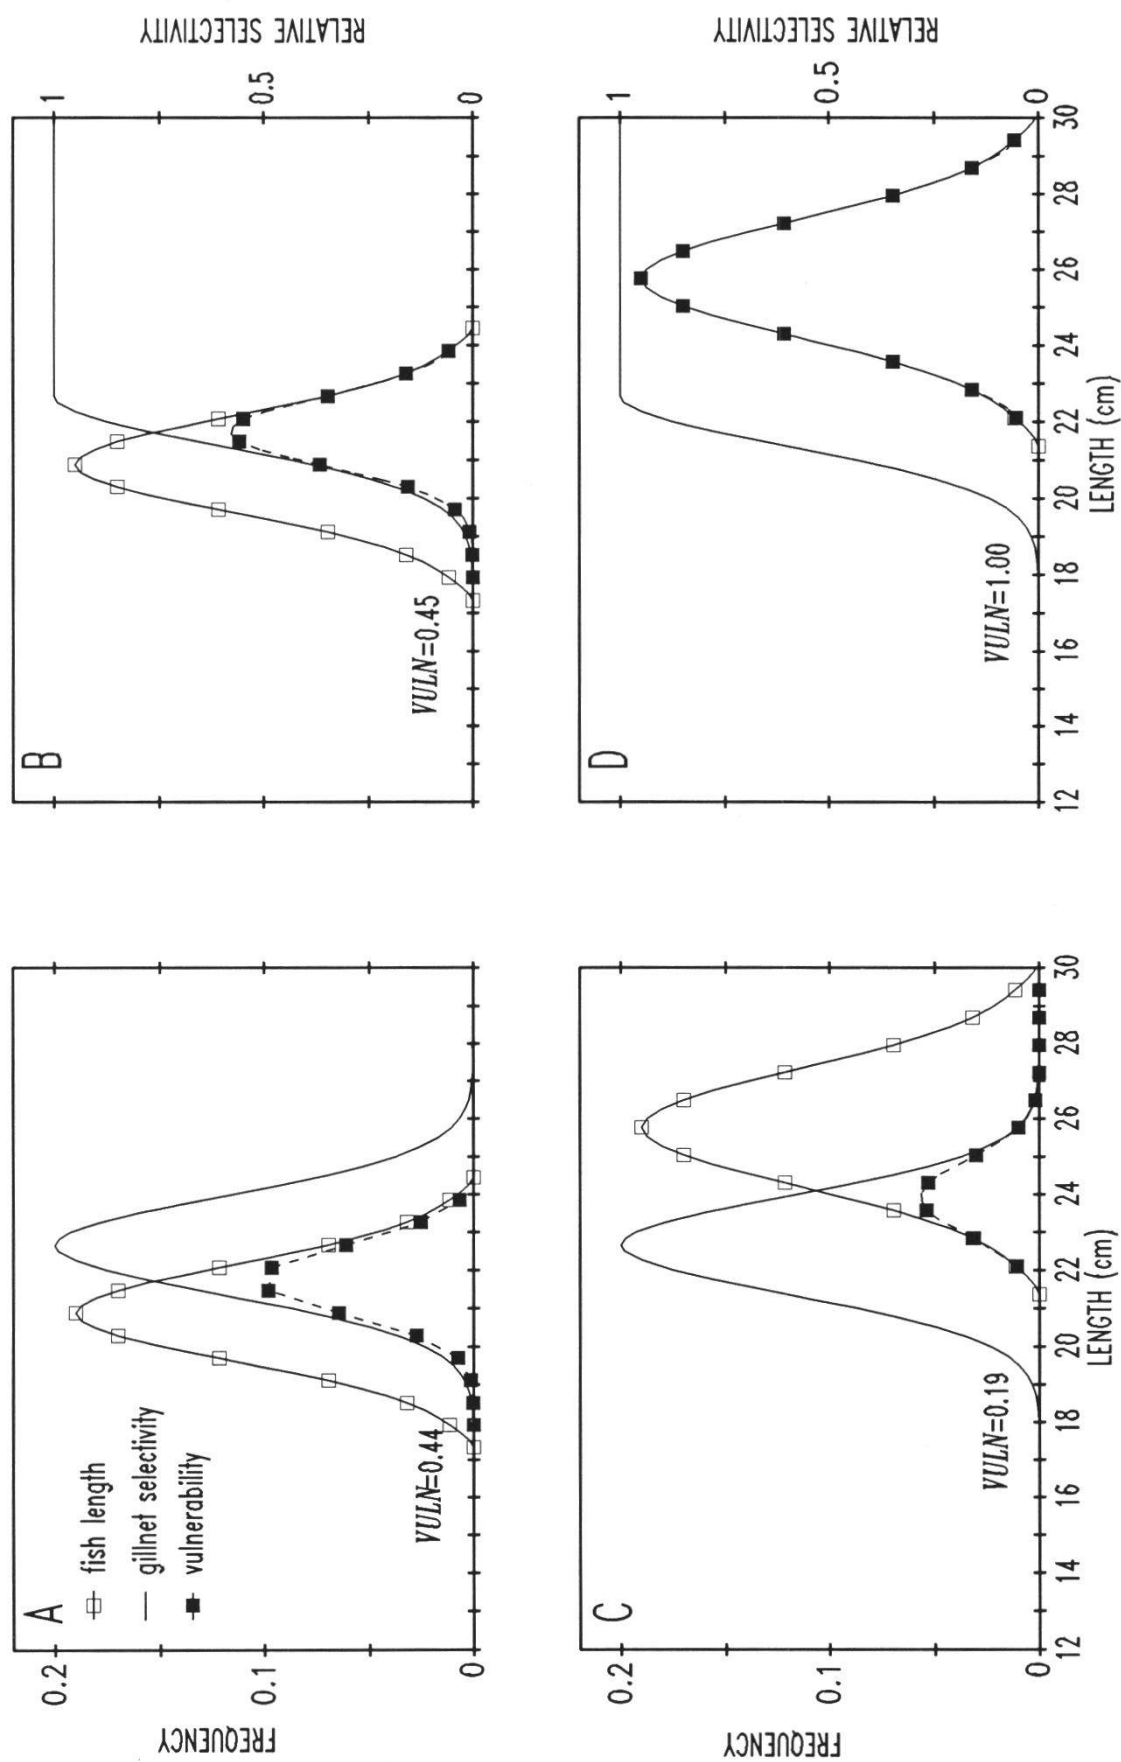 A
fish length
gillnet selectivity
vulnerability
VULN=0.44
FREQUENCY
0.2
0.1
0
B
VULN=0.45
RELATIVE SELECTIVITY
1
0.5
0
C
VULN=0.19
FREQUENCY
0.2
0.1
0
12 14 16 18 20 22 24 26 28 30
LENGTH (cm)
D
VULN=1.00
RELATIVE SELECTIVITY
1
0.5
0
12 14 16 18 20 22 24 26 28 30
LENGTH (cm)